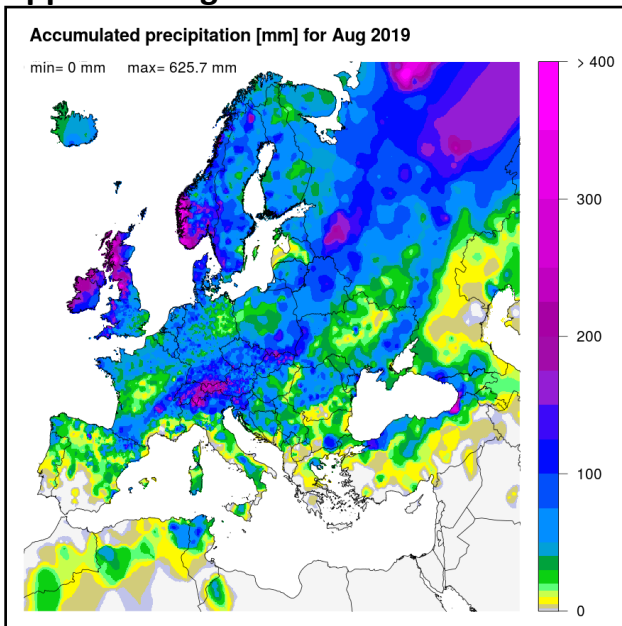 Accumulated precipitation [mm] for Aug 2019
min= 0 mm max= 625.7 mm
> 400
300
200
100
0